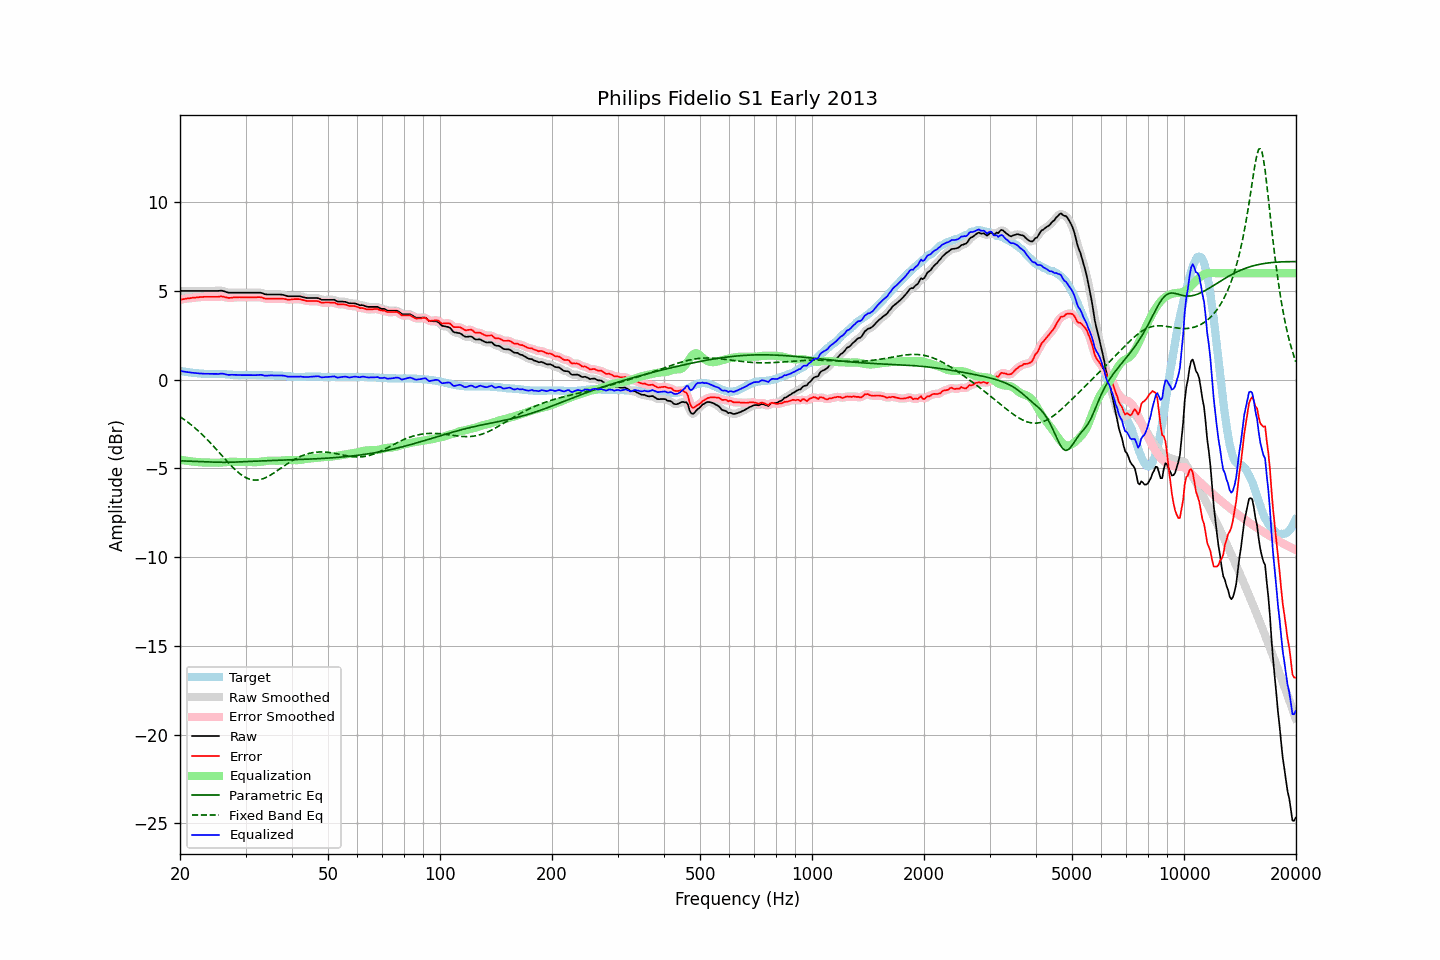 Philips Fidelio S1 Early 2013
Amplitude (dBr)
10
5
0
−5
−10
−15
−20
−25
Target
Raw Smoothed
Error Smoothed
Raw
Error
Equalization
Parametric Eq
Fixed Band Eq
Equalized
20 50 100 200 500 1000 2000 5000 10000 20000
Frequency (Hz)